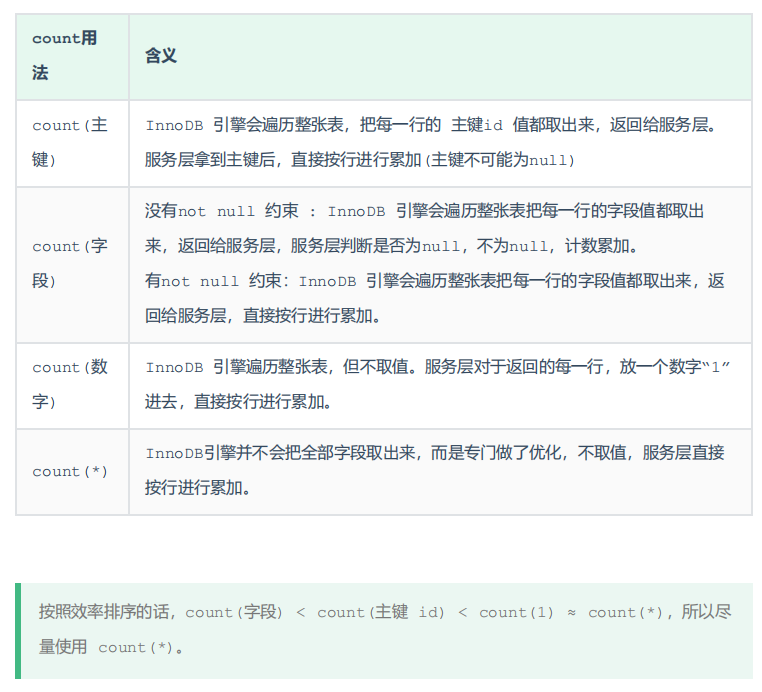 count用
法
含义
count(主
键)
InnoDB 引擎会遍历整张表，把每一行的 主键id 值都取出来，返回给服务层。
服务层拿到主键后，直接按行进行累加(主键不可能为null)
count(字
段)
没有not null 约束 : InnoDB 引擎会遍历整张表把每一行的字段值都取出
来，返回给服务层，服务层判断是否为null，不为null，计数累加。
有not null 约束：InnoDB 引擎会遍历整张表把每一行的字段值都取出来，返
回给服务层，直接按行进行累加。
count(数
字)
InnoDB 引擎遍历整张表，但不取值。服务层对于返回的每一行，放一个数字“1”
进去，直接按行进行累加。
count(*)
InnoDB引擎并不会把全部字段取出来，而是专门做了优化，不取值，服务层直接
按行进行累加。
按照效率排序的话，count(字段) < count(主键 id) < count(1) ≈ count(*)，所以尽
量使用 count(*)。